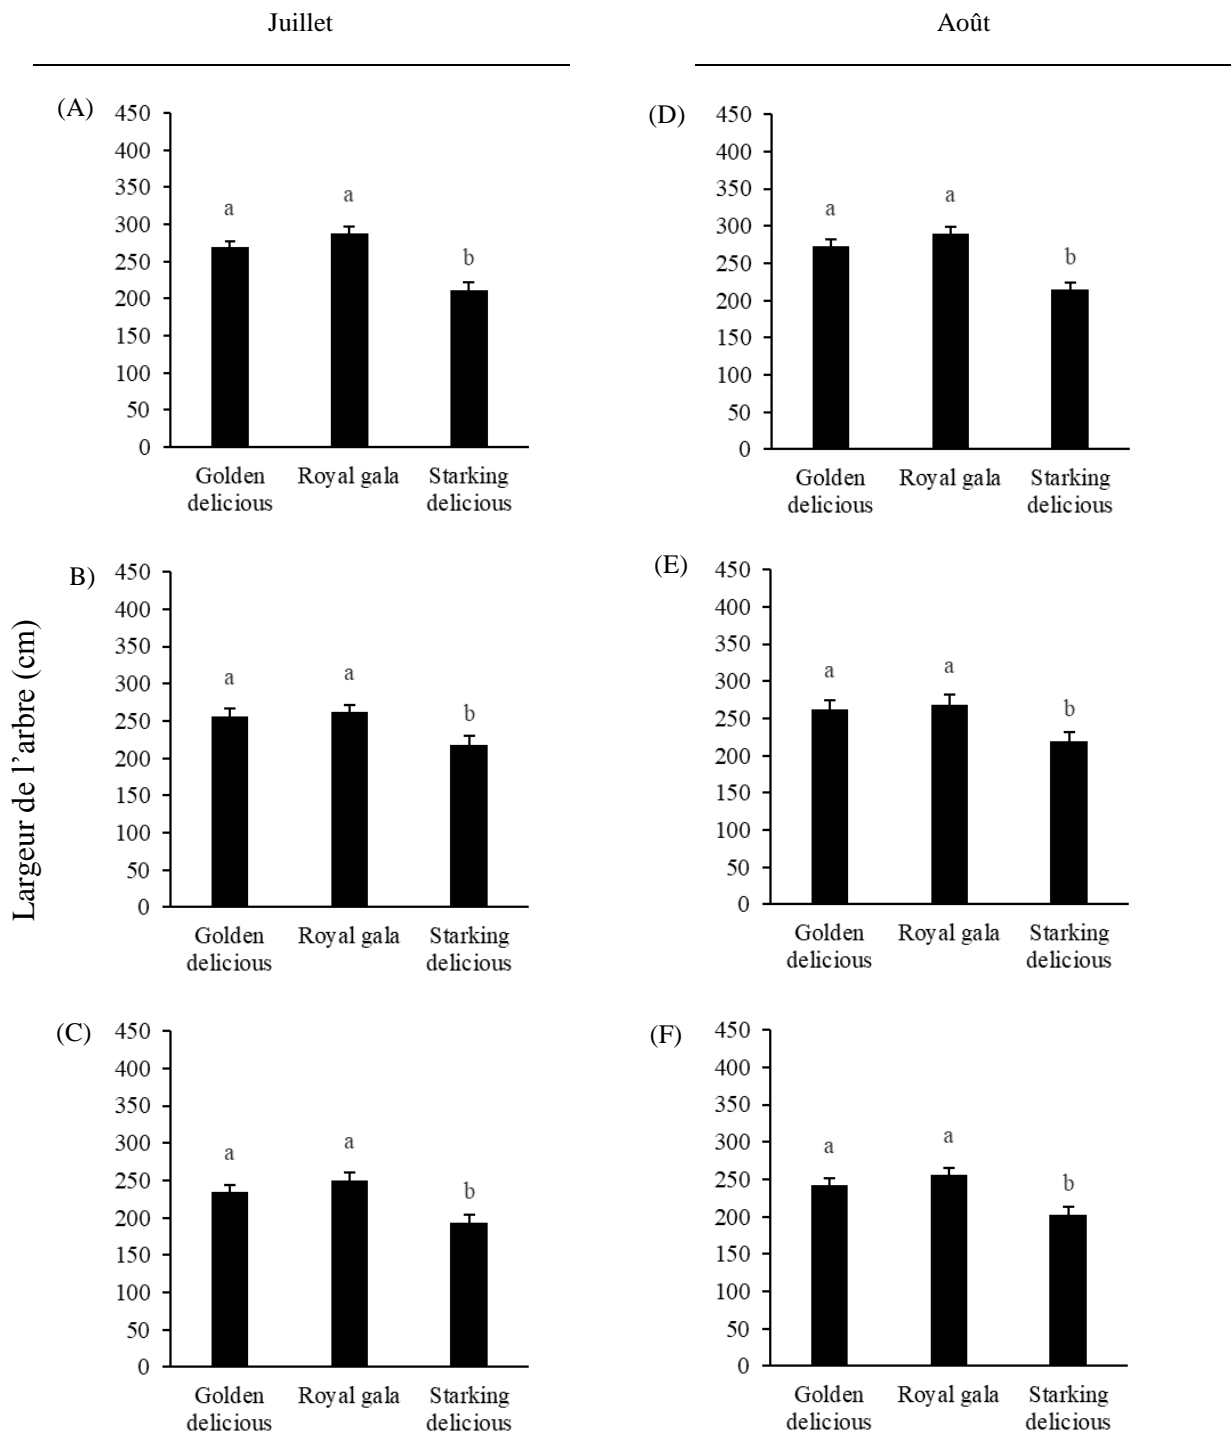 Juillet
Août
(A)
450
400
350
300
250
200
150
100
50
0
a
a
b
Golden
delicious
Royal gala
Starking
delicious
(D)
450
400
350
300
250
200
150
100
50
0
a
a
b
Golden
delicious
Royal gala
Starking
delicious
Largeur de l’arbre (cm)
B)
450
400
350
300
250
200
150
100
50
0
a
a
b
Golden
delicious
Royal gala
Starking
delicious
(E)
450
400
350
300
250
200
150
100
50
0
a
a
b
Golden
delicious
Royal gala
Starking
delicious
(C)
450
400
350
300
250
200
150
100
50
0
a
a
b
Golden
delicious
Royal gala
Starking
delicious
(F)
450
400
350
300
250
200
150
100
50
0
a
a
b
Golden
delicious
Royal gala
Starking
delicious